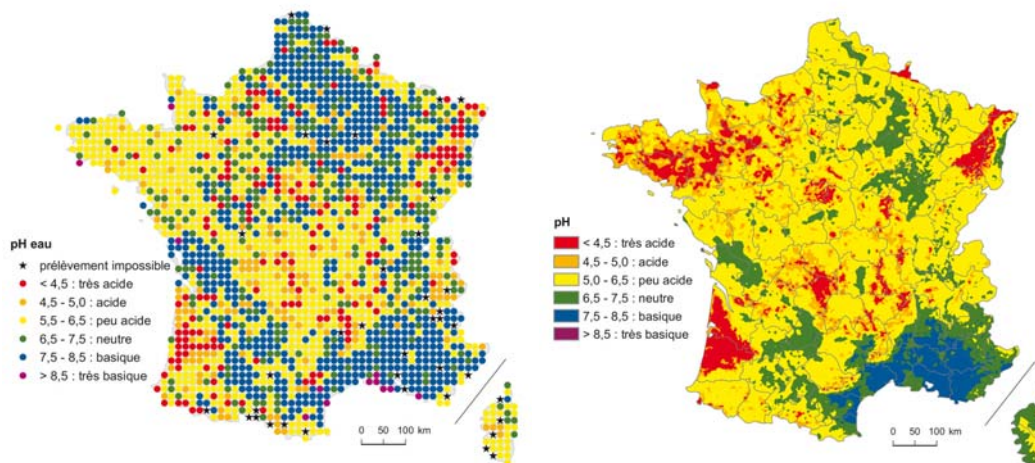 pH eau
prélèvement impossible
< 4,5 : très acide
4,5 - 5,0 : acide
5,5 - 6,5 : peu acide
6,5 - 7,5 : neutre
7,5 - 8,5 : basique
> 8,5 : très basique
0 50 100 km
pH
< 4,5 : très acide
4,5 - 5,0 : acide
5,0 - 6,5 : peu acide
6,5 - 7,5 : neutre
7,5 - 8,5 : basique
> 8,5 : très basique
0 50 100 km